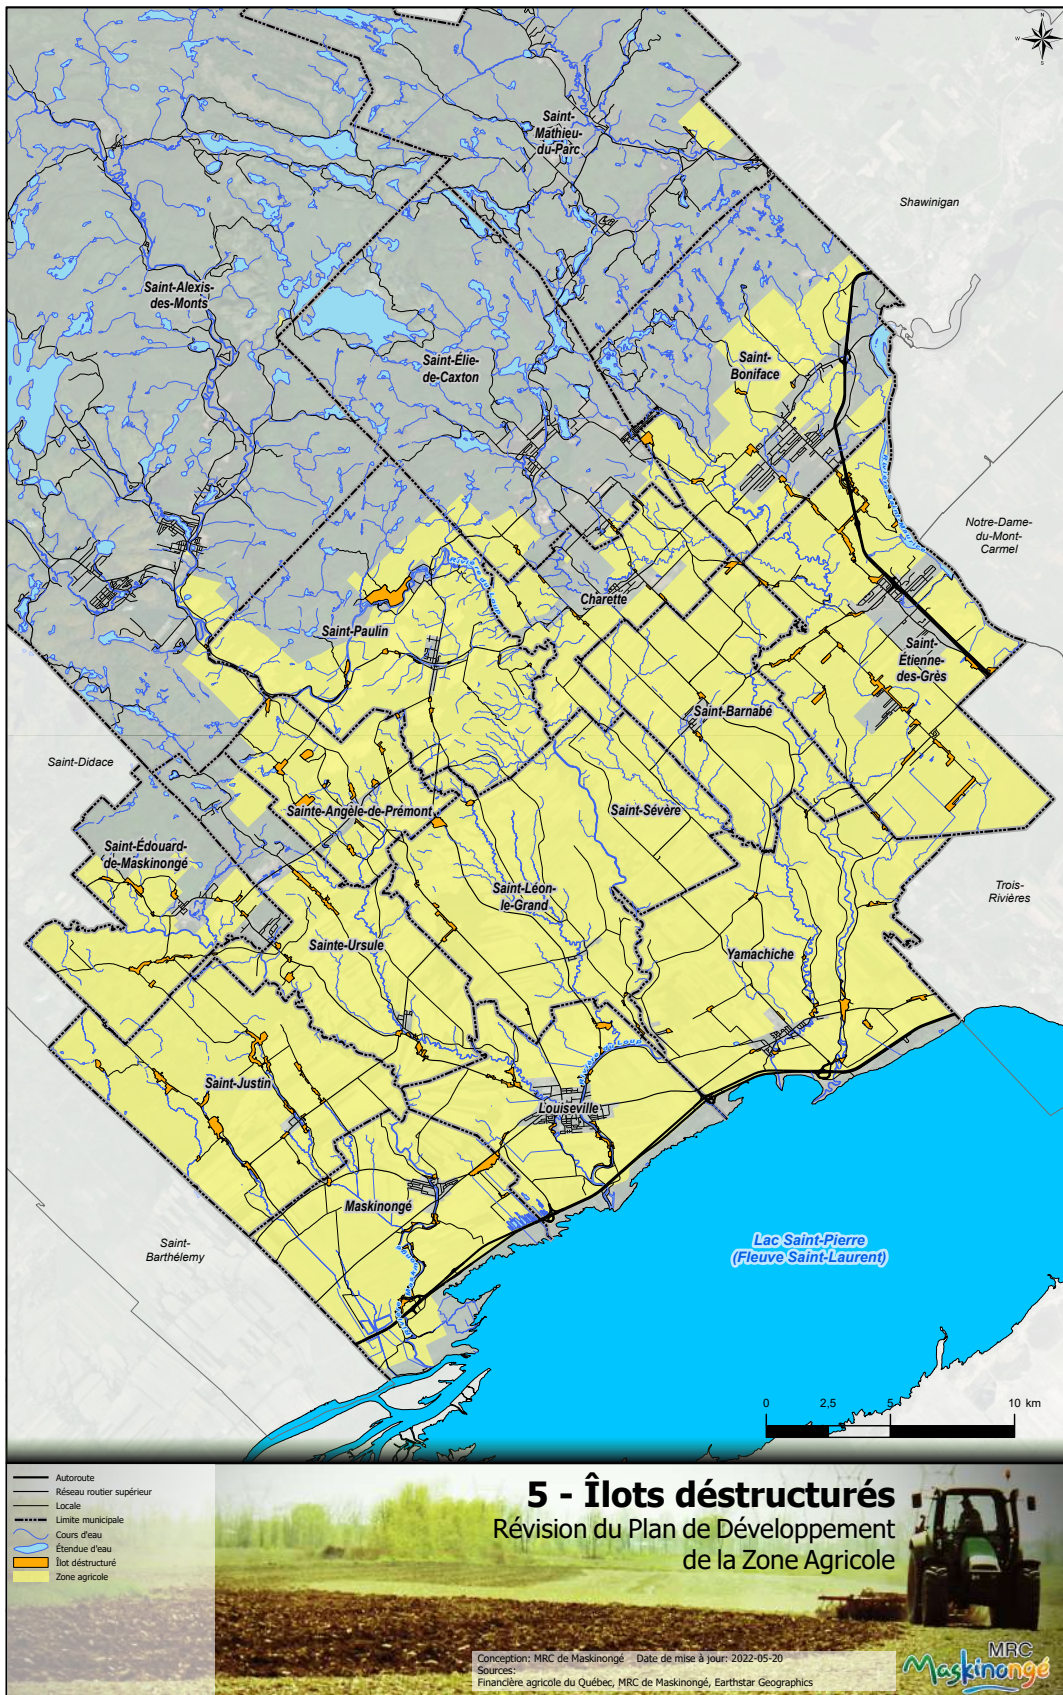 N
W
S
Saint-
Mathieu-
du-Parc
Shawinigan
Saint-Alexis-
des-Monts
Saint-Élie-
de-Caxton
Saint-
Boniface
Notre-Dame-
du-Mont-
Carmel
Rivière du Loup
Charette
Saint-Paulin
Saint-
Étienne-
des-Grès
Saint-Barnabé
Saint-Didace
Sainte-Angèle-de-Prémont
Saint-Sévère
Saint-Édouard-
de-Maskinongé
Saint-Léon-
le-Grand
Trois-
Rivières
Sainte-Ursule
Yamachiche
Rivière du Loup
Saint-Justin
Louiseville
Maskinongé
Saint-
Barthélemy
Lac Saint-Pierre
(Fleuve Saint-Laurent)
0 2,5 5 10 km
Autoroute
Réseau routier supérieur
Locale
Limite municipale
Cours d'eau
Étendue d'eau
Îlot déstructuré
Zone agricole
5 - Îlots déstructurés
Révision du Plan de Développement
de la Zone Agricole
Conception: MRC de Maskinongé Date de mise à jour: 2022-05-20
Sources:
Financière agricole du Québec, MRC de Maskinongé, Earthstar Geographics
MRC
Maskinongé